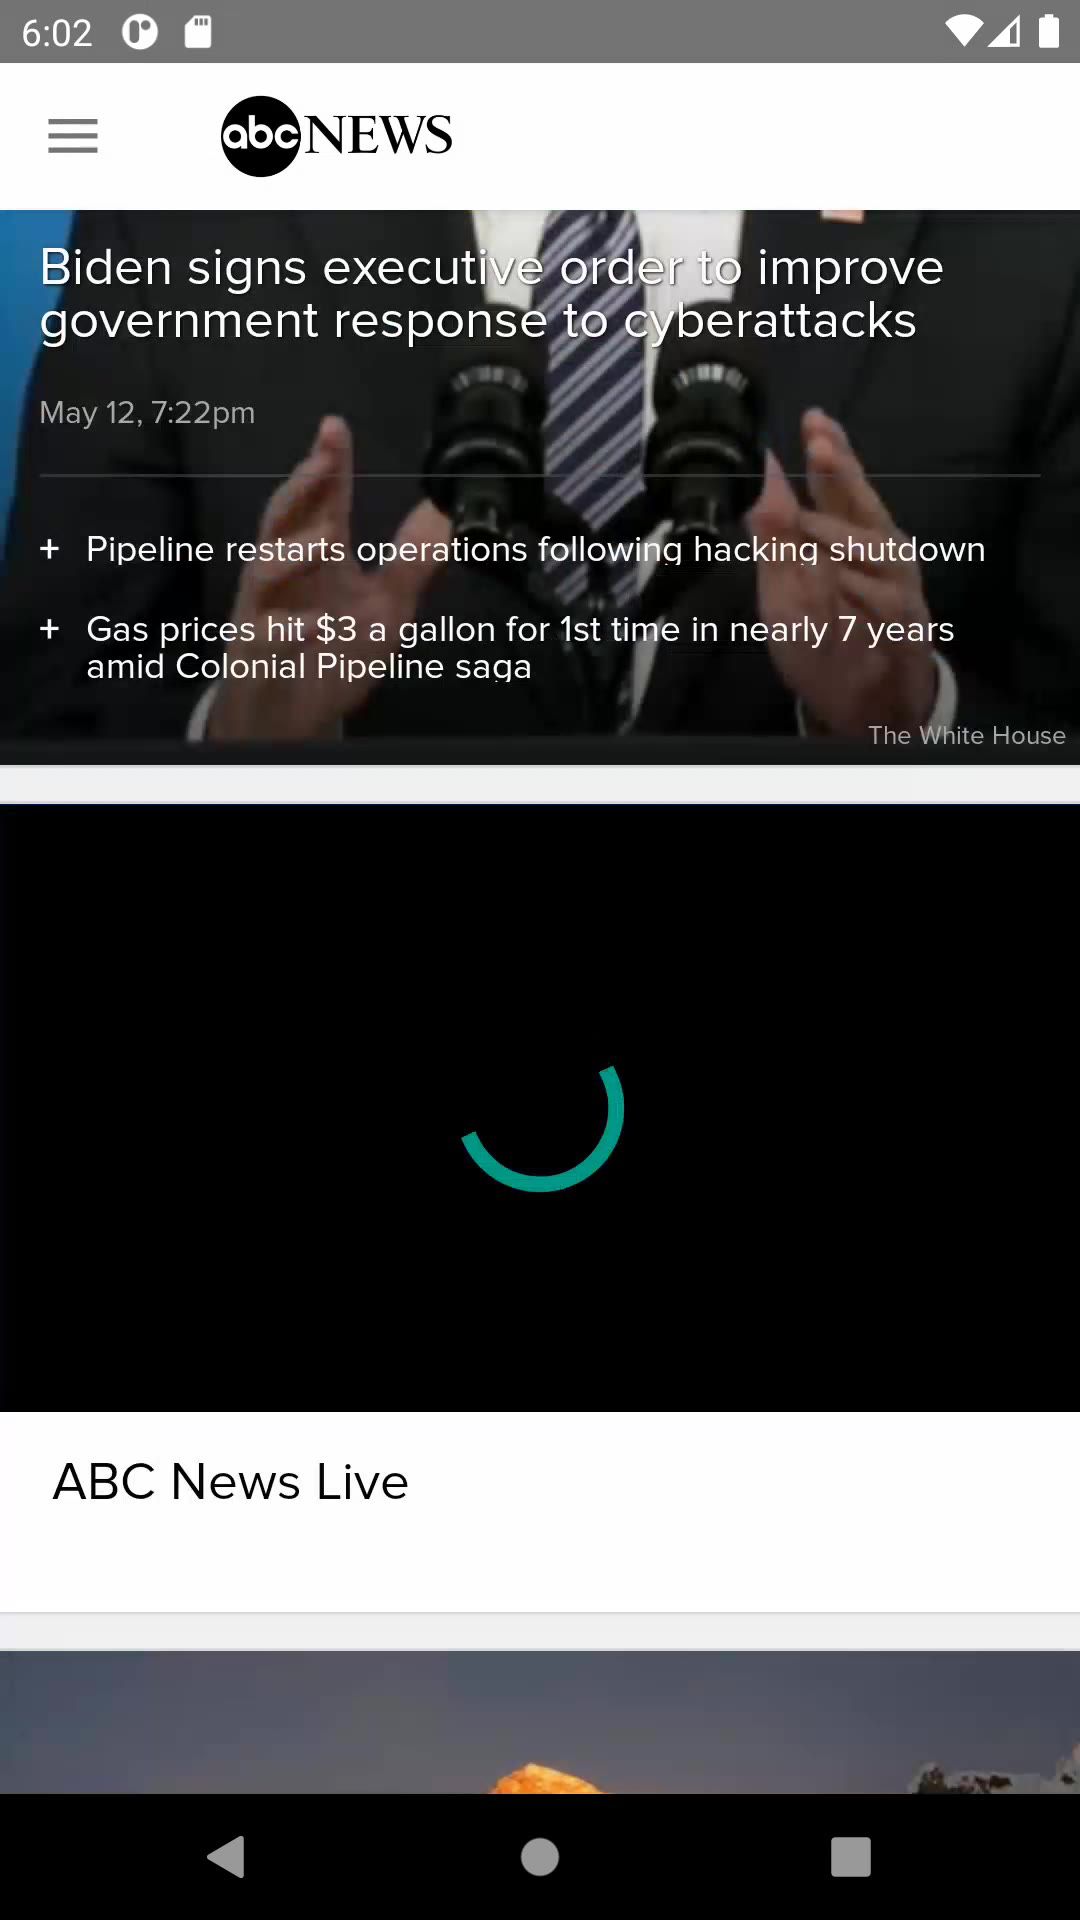 6:02
abc NEWS
Biden signs executive order to improve
government response to cyberattacks
May 12, 7:22pm
+ Pipeline restarts operations following hacking shutdown
+ Gas prices hit $3 a gallon for 1st time in nearly 7 years
amid Colonial Pipeline saga
The White House
ABC News Live